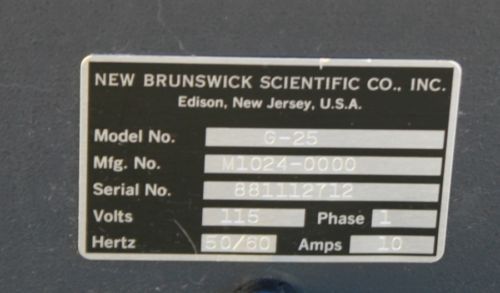 NEW BRUNSWICK SCIENTIFIC CO., INC.
Edison, New Jersey, U.S.A.
Model No. G-25
Mfg. No. M1024-0000
Serial No. 881112712
Volts 115 Phase 1
Hertz 50/60 Amps 10